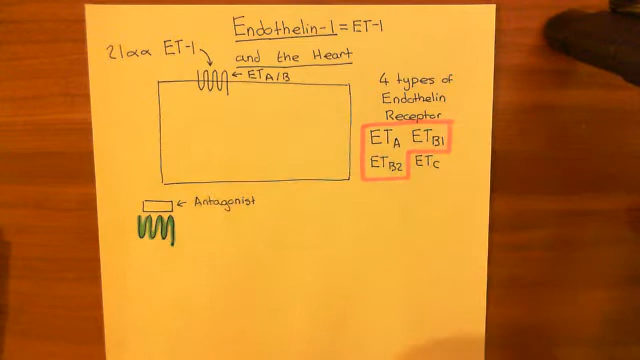 Endothelin-1 = ET-1
and the Heart
21αα ET-1
ETA/B
4 types of
Endothelin
Receptor
ETA ETB1
ETB2 ETC
Antagonist